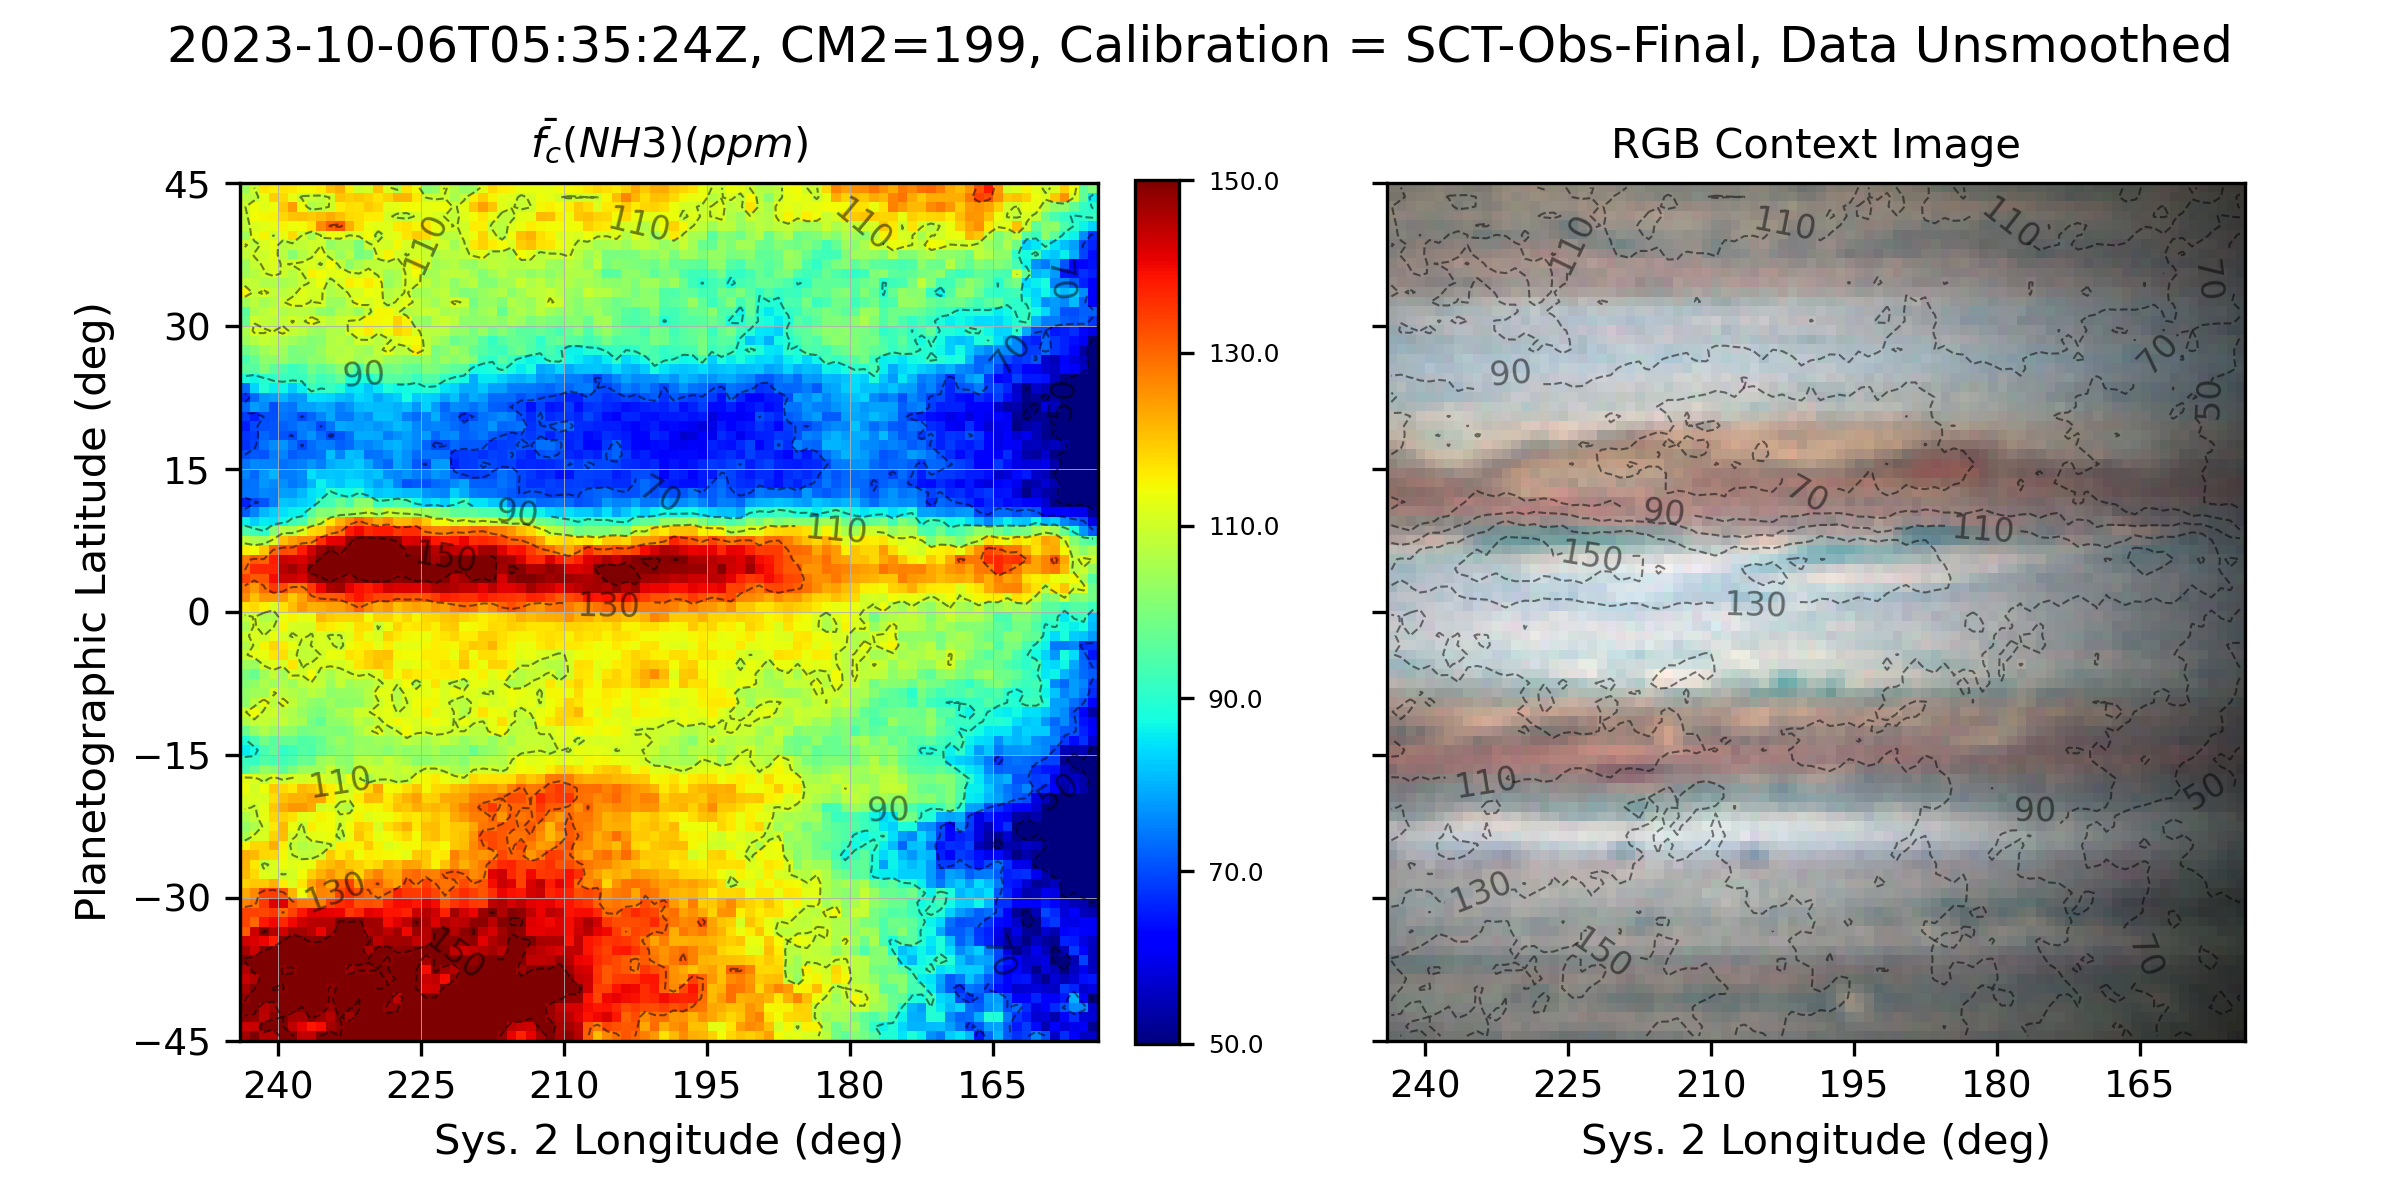 2023-10-06T05:35:24Z, CM2=199, Calibration = SCT-Obs-Final, Data Unsmoothed
f̄c(NH3)(ppm)
RGB Context Image
Planetographic Latitude (deg)
45
30
15
0
−15
−30
−45
240 225 210 195 180 165
Sys. 2 Longitude (deg)
110 110 110 70
90 70 50
90 70 110
150
130
110 90 50
130
150 70
150.0
130.0
110.0
90.0
70.0
50.0
110 110 110 70
90 70 50
90 70 110
150
130
110 90 50
130
150 70
240 225 210 195 180 165
Sys. 2 Longitude (deg)